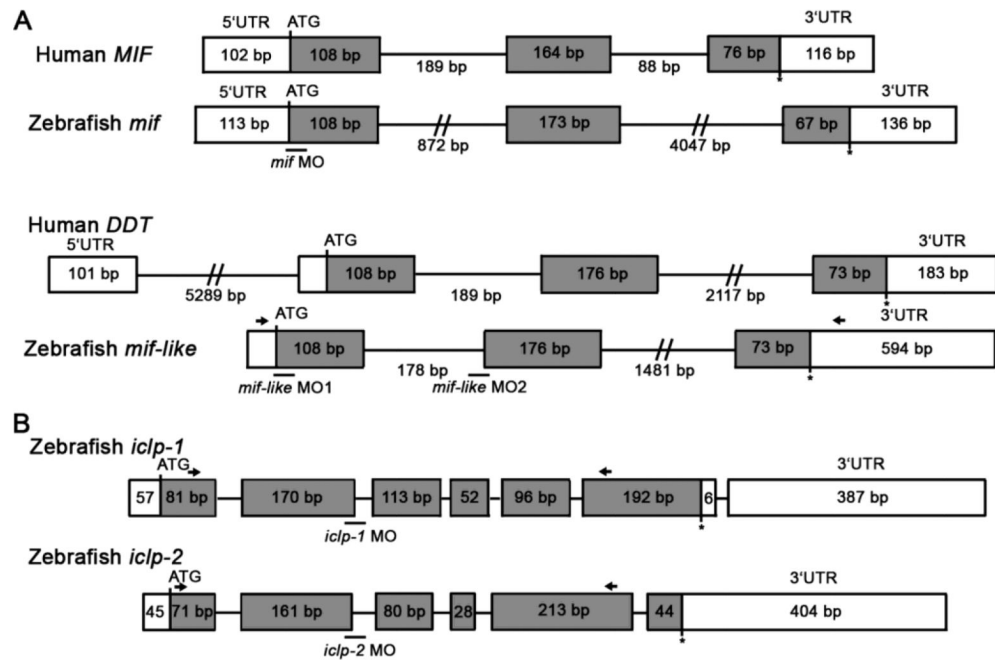 A
5'UTR ATG 3'UTR
Human MIF 102 bp 108 bp 164 bp 76 bp 116 bp
189 bp 88 bp *
5'UTR ATG 3'UTR
Zebrafish mif 113 bp 108 bp 173 bp 67 bp 136 bp
mif MO 872 bp 4047 bp *
Human DDT
5'UTR ATG 3'UTR
101 bp 108 bp 176 bp 73 bp 183 bp
5289 bp 189 bp 2117 bp *
ATG 3'UTR
Zebrafish mif-like 108 bp 176 bp 73 bp 594 bp
178 bp 1481 bp *
mif-like MO1 mif-like MO2
B
Zebrafish iclp-1
ATG 3'UTR
57 81 bp 170 bp 113 bp 52 96 bp 192 bp 6 387 bp
iclp-1 MO *
Zebrafish iclp-2
ATG 3'UTR
45 71 bp 161 bp 80 bp 28 213 bp 44 404 bp
iclp-2 MO *